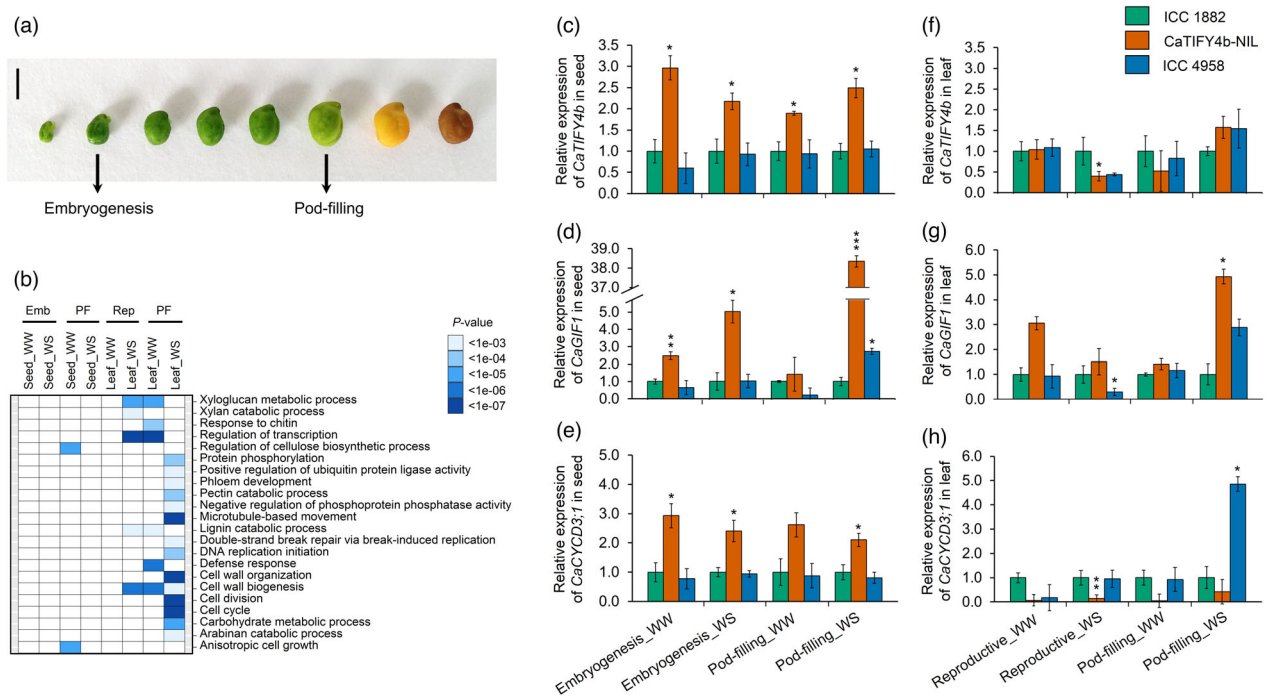 (a)
Embryogenesis
Pod-filling
(b)
Emb PF Rep PF
Seed_WW
Seed_WS
Seed_WW
Seed_WS
Leaf_WW
Leaf_WS
Leaf_WW
Leaf_WS
P-value
<1e-03
<1e-04
<1e-05
<1e-06
<1e-07
Xyloglucan metabolic process
Xylan catabolic process
Response to chitin
Regulation of transcription
Regulation of cellulose biosynthetic process
Protein phosphorylation
Positive regulation of ubiquitin protein ligase activity
Phloem development
Pectin catabolic process
Negative regulation of phosphoprotein phosphatase activity
Microtubule-based movement
Lignin catabolic process
Double-strand break repair via break-induced replication
DNA replication initiation
Defense response
Cell wall organization
Cell wall biogenesis
Cell division
Cell cycle
Carbohydrate metabolic process
Arabinan catabolic process
Anisotropic cell growth
(c)
Relative expression
of CaTIFY4b in seed
3.5
3.0
2.5
2.0
1.5
1.0
0.5
0.0
*
*
*
*
(d)
Relative expression
of CaGIF1 in seed
39.0
38.0
37.0
5.0
4.0
3.0
2.0
1.0
0.0
**
*
***
*
(e)
Relative expression
of CaCYCD3;1 in seed
5.0
4.0
3.0
2.0
1.0
0.0
*
*
*
Embryogenesis_WW
Embryogenesis_WS
Pod-filling_WW
Pod-filling_WS
(f)
ICC 1882
CaTIFY4b-NIL
ICC 4958
Relative expression
of CaTIFY4b in leaf
3.5
3.0
2.5
2.0
1.5
1.0
0.5
0.0
*
(g)
Relative expression
of CaGIF1 in leaf
6.0
5.0
4.0
3.0
2.0
1.0
0.0
*
*
(h)
Relative expression
of CaCYCD3;1 in leaf
6.0
5.0
4.0
3.0
2.0
1.0
0.0
**
*
Reproductive_WW
Reproductive_WS
Pod-filling_WW
Pod-filling_WS